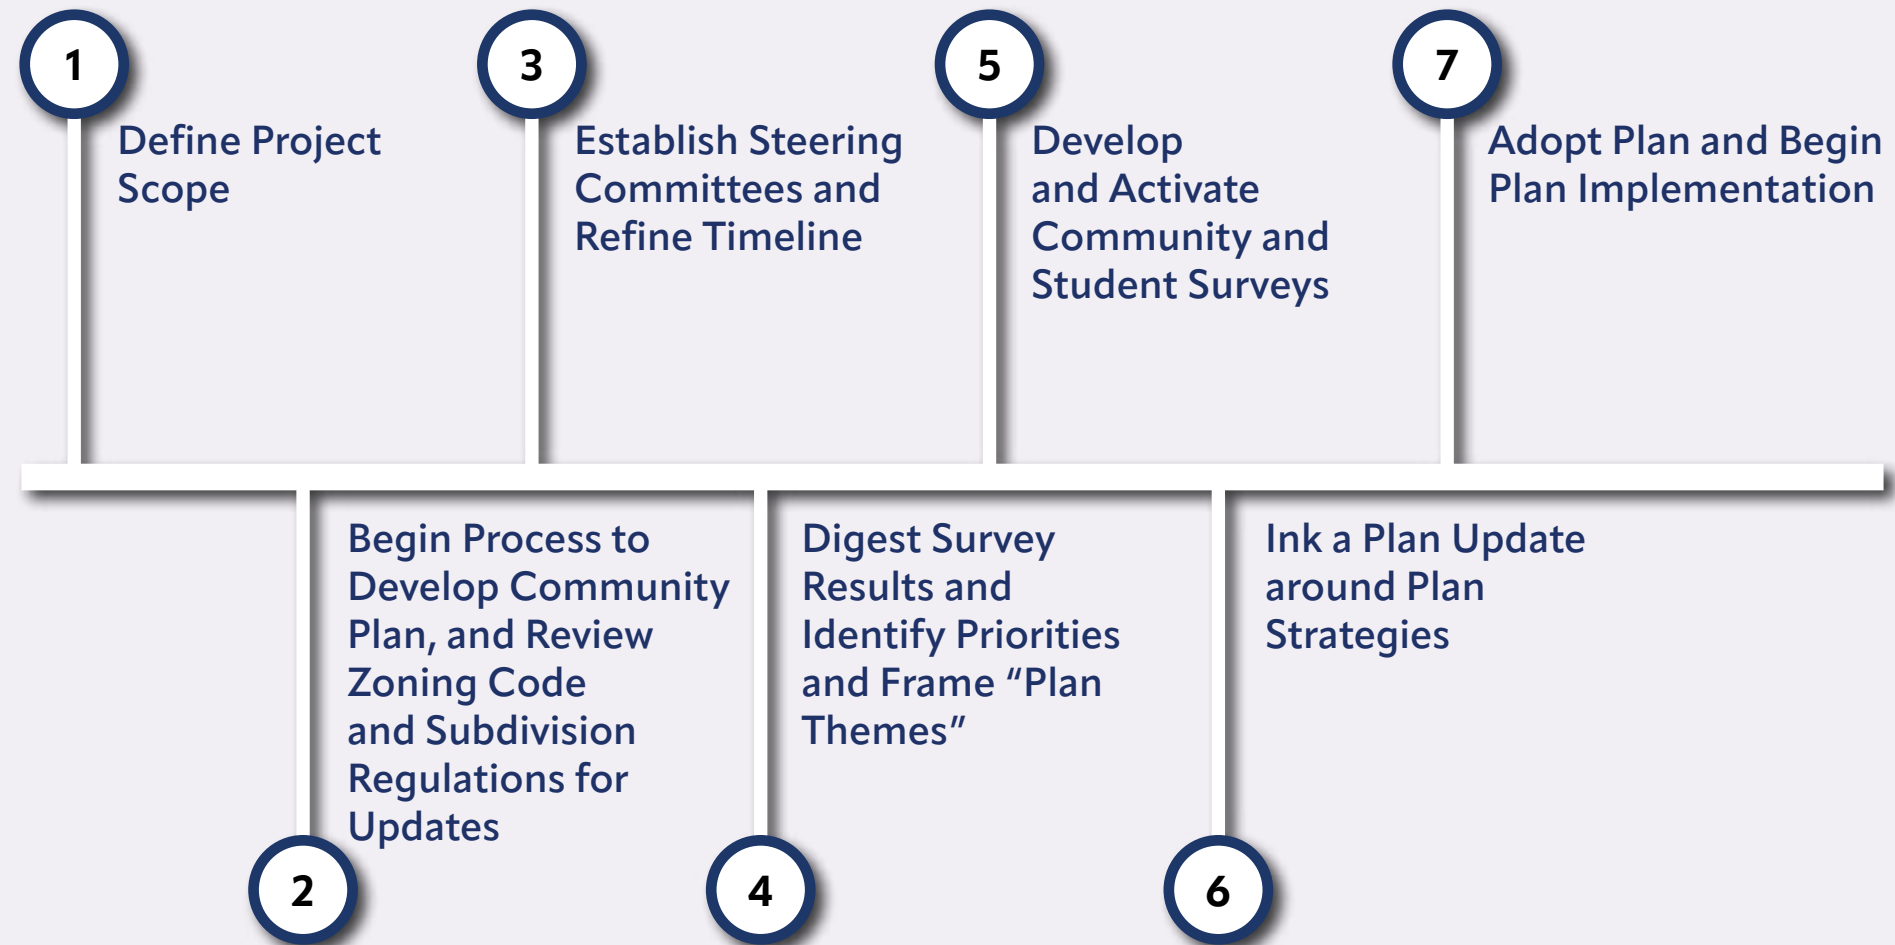 1
Define Project
Scope
2
Begin Process to
Develop Community
Plan, and Review
Zoning Code
and Subdivision
Regulations for
Updates
3
Establish Steering
Committees and
Refine Timeline
4
Digest Survey
Results and
Identify Priorities
and Frame “Plan
Themes”
5
Develop
and Activate
Community and
Student Surveys
6
Ink a Plan Update
around Plan
Strategies
7
Adopt Plan and Begin
Plan Implementation